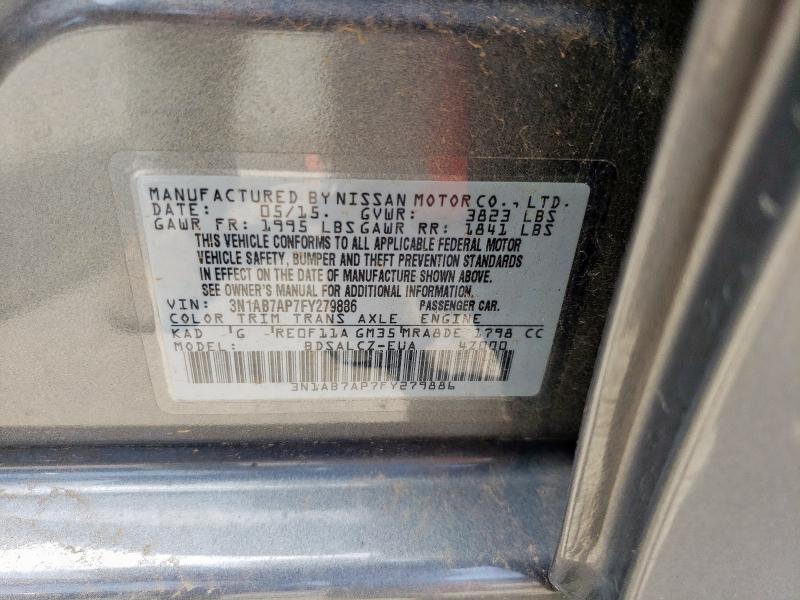 MANUFACTURED BY NISSAN MOTOR CO., LTD.
DATE: 05/15. GVWR: 3823 LBS
GAWR FR: 1995 LBS GAWR RR: 1841 LBS
THIS VEHICLE CONFORMS TO ALL APPLICABLE FEDERAL MOTOR
VEHICLE SAFETY, BUMPER AND THEFT PREVENTION STANDARDS
IN EFFECT ON THE DATE OF MANUFACTURE SHOWN ABOVE.
SEE OWNER'S MANUAL FOR ADDITIONAL INFORMATION.
VIN: 3N1AB7AP7FY279886 PASSENGER CAR.
COLOR TRIM TRANS AXLE ENGINE
KAD G RE0F11A GM35 MRA8DE 1798 CC
MODEL: BDSALCZ-EUA 47000
3N1AB7AP7FY279886